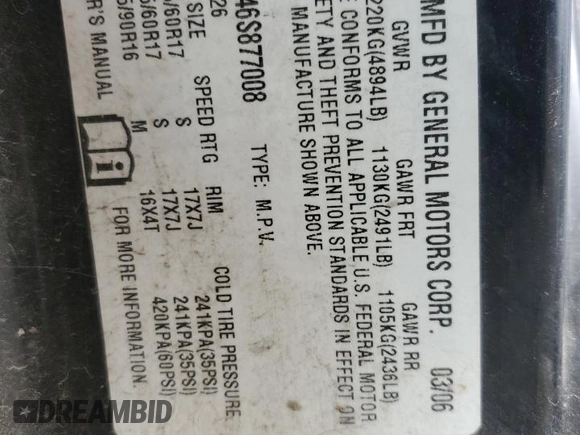 MFD BY GENERAL MOTORS CORP. 03/06
GVWR GAWR FRT GAWR RR
220KG(4894LB) 1130KG(2491LB) 1105KG(2436LB)
E CONFORMS TO ALL APPLICABLE U.S. FEDERAL MOTOR
ETY AND THEFT PREVENTION STANDARDS IN EFFECT ON
MANUFACTURE SHOWN ABOVE.
46S877008 TYPE: M.P.V.
26
SIZE SPEED RTG RIM COLD TIRE PRESSURE
/60R17 S 17X7J 241KPA(35PSI)
5/60R17 S 17X7J 241KPA(35PSI)
5/90R16 M 16X4T 420KPA(60PSI)
ER'S MANUAL FOR MORE INFORMATION.
DREAMBID